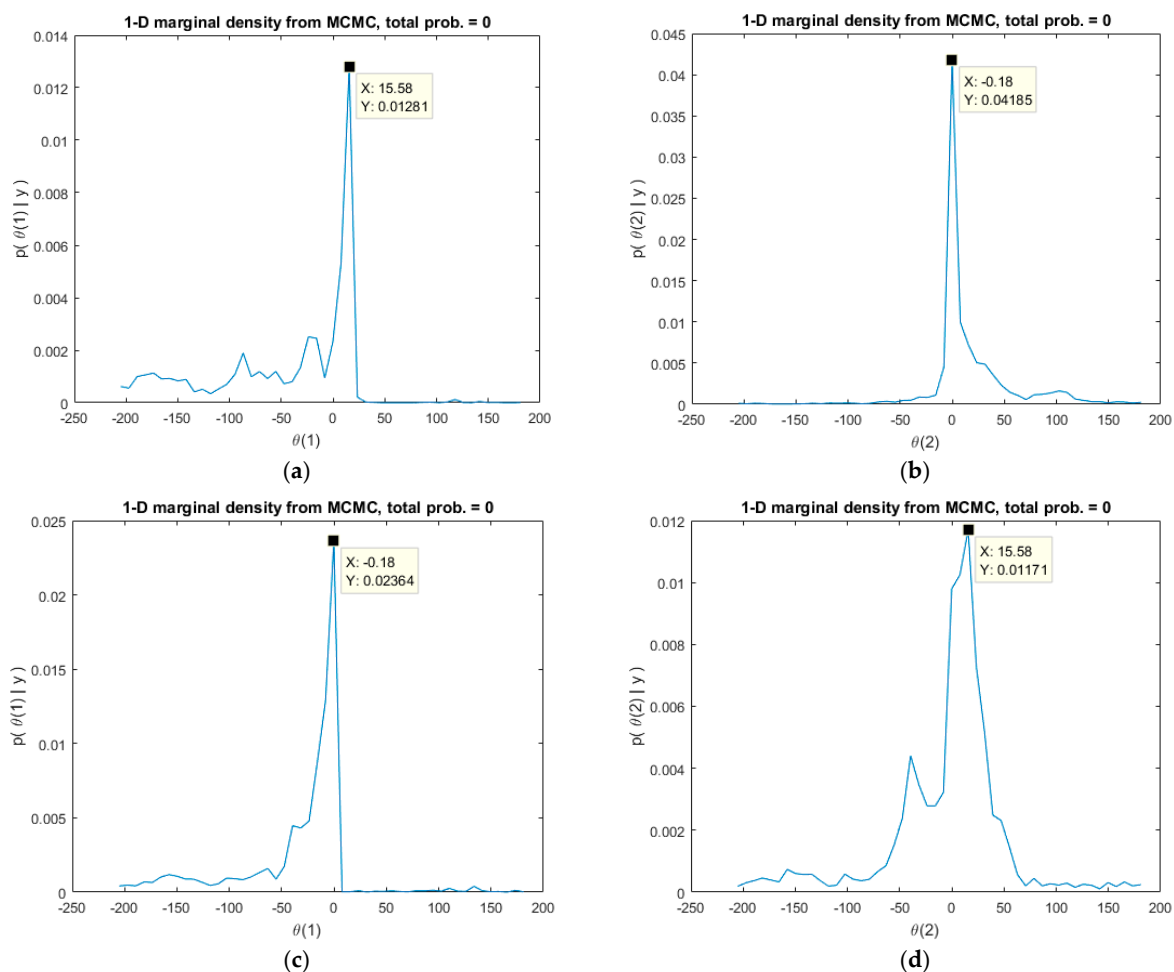 1-D marginal density from MCMC, total prob. = 0
0.014
0.012
0.01
0.008
0.006
0.004
0.002
0
p( θ(1) | y )
X: 15.58
Y: 0.01281
-250 -200 -150 -100 -50 0 50 100 150 200
θ(1)
(a)
1-D marginal density from MCMC, total prob. = 0
0.045
0.04
0.035
0.03
0.025
0.02
0.015
0.01
0.005
0
p( θ(2) | y )
X: -0.18
Y: 0.04185
-250 -200 -150 -100 -50 0 50 100 150 200
θ(2)
(b)
1-D marginal density from MCMC, total prob. = 0
0.025
0.02
0.015
0.01
0.005
0
p( θ(1) | y )
X: -0.18
Y: 0.02364
-250 -200 -150 -100 -50 0 50 100 150 200
θ(1)
(c)
1-D marginal density from MCMC, total prob. = 0
0.012
0.01
0.008
0.006
0.004
0.002
0
p( θ(2) | y )
X: 15.58
Y: 0.01171
-250 -200 -150 -100 -50 0 50 100 150 200
θ(2)
(d)